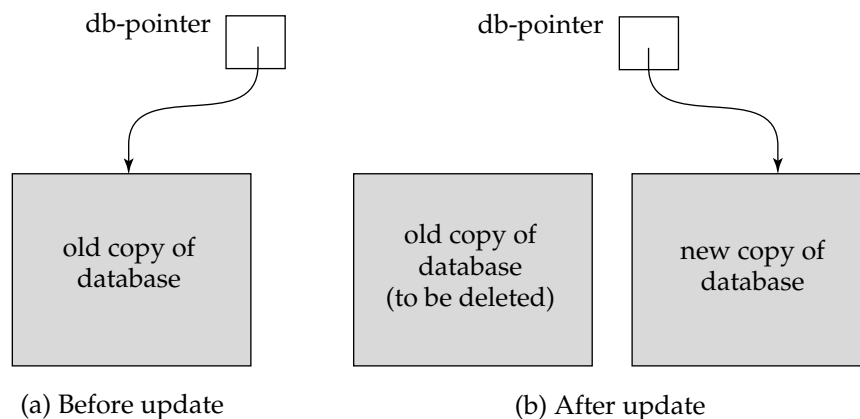 db-pointer
old copy of
database
(a) Before update
db-pointer
old copy of
database
(to be deleted)
new copy of
database
(b) After update